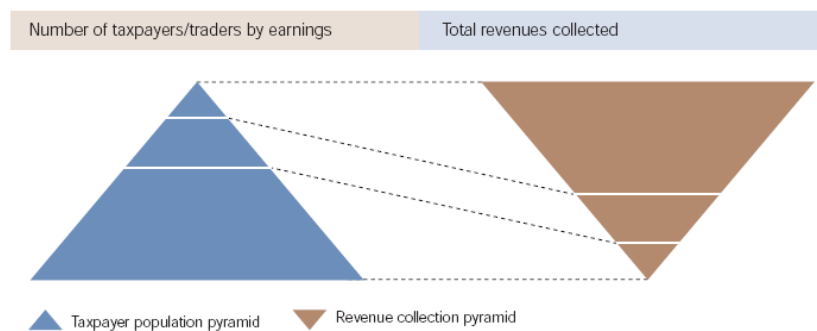 Number of taxpayers/traders by earnings
Total revenues collected
Taxpayer population pyramid
Revenue collection pyramid